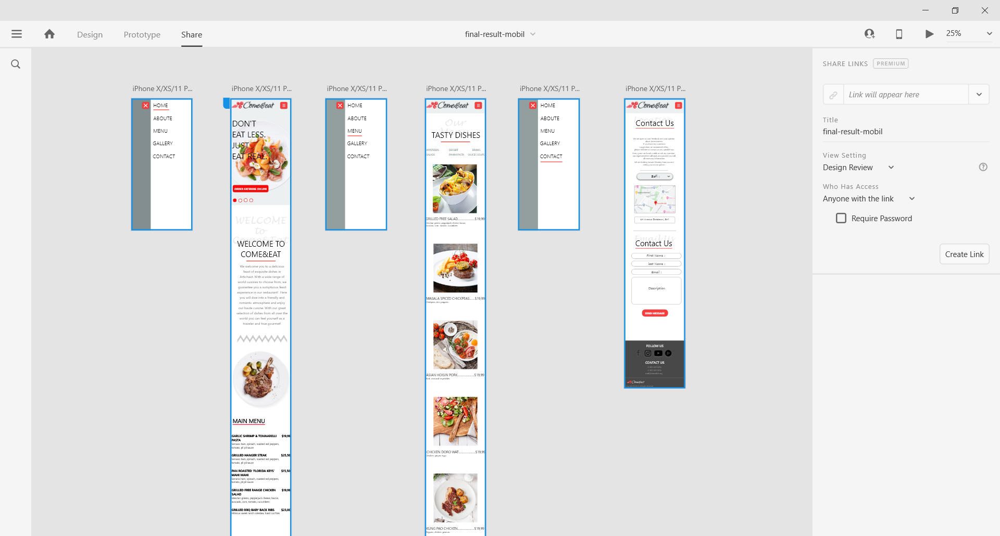 Design
Prototype
Share
final-result-mobil
25%
SHARE LINKS
PREMIUM
Link will appear here
Title
final-result-mobil
View Setting
Design Review
Who Has Access
Anyone with the link
Require Password
Create Link
iPhone X/XS/11 P...
HOME
ABOUTE
MENU
GALLERY
CONTACT
iPhone X/XS/11 P...
Come&eat
DON'T
EAT LESS.
JUST
EAT REAL.
ORDER CATERING ONLINE
WELCOME
to
Come&Eat
WELCOME TO
COME&EAT
We welcome you to a delicious
feast of exquisite dishes in
Artichaut. With a wide range of
world cuisines to choose from, we
guarantee you a sumptuous feast
experience in our restaurant! Here
you will dive into a friendly and
romantic atmosphere and enjoy
our haute cuisine. With our great
selection of dishes from all over the
world you can feel yourself as a
traveler and true gourmet!
MAIN MENU
GARLIC SHRIMP & TONNARELLI $19,99
PASTA
Serrano ham, spinach, roasted red peppers,
tomato, pil pil sauce
GRILLED HANGER STEAK $25,50
Serrano ham, spinach, roasted red peppers,
tomato, pil pil sauce
PAN ROASTED 'FLORIDA KEYS' $15,50
MAHI MAHI
Serrano ham, spinach, roasted red peppers,
tomato, pil pil sauce
GRILLED FREE RANGE CHICKEN $19,99
SALAD
Mesclun greens, pepperjack cheese, bacon,
avocado, corn, tomato, cucumbers
GRILLED BBQ BABY BACK RIBS $23,00
Hibiscus sweet ranch coleslaw, hand cut fries
iPhone X/XS/11 P...
HOME
ABOUTE
MENU
GALLERY
CONTACT
iPhone X/XS/11 P...
Come&eat
Our
TASTY DISHES
APPETIZERS DESSERT DRINKS
SALADS PANINI PASTA SAUCES SOUPS
GRILLED FREE SALAD....................$19,99
MASALA SPICED CHICKPEAS......$19,99
Chickpeas, rice, peppers
ASIAN HOISIN PORK....................$19,99
Pork, seasonal vegetables
CHICKEN DORO WAT....................$19,99
Chicken, ginger, eggs
KUNG PAO CHICKEN....................$19,99
Peppers, chicken, peanuts
iPhone X/XS/11 P...
HOME
ABOUTE
MENU
GALLERY
CONTACT
iPhone X/XS/11 P...
Come&eat
Location
Contact Us
Safi :
Email Us
Contact Us
First Name :
last Name :
Email :
Description
SEND MESSAGE
FOLLOW US
CONTACT US
Come&eat